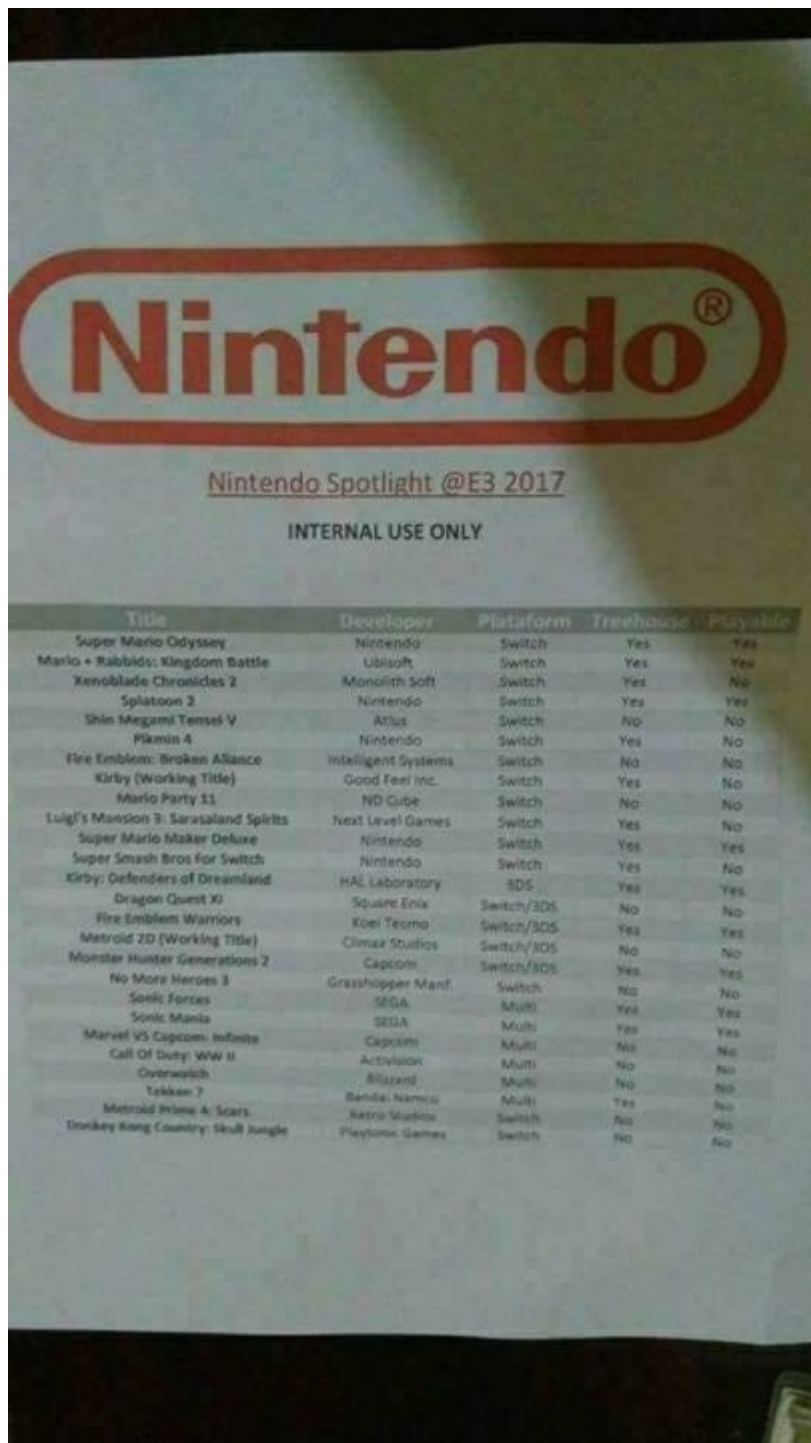 Nintendo®
Nintendo Spotlight @E3 2017
INTERNAL USE ONLY
Title Developer Plataform Treehouse Playable
Super Mario Odyssey Nintendo Switch Yes Yes
Mario + Rabbids: Kingdom Battle Ubisoft Switch Yes Yes
Xenoblade Chronicles 2 Monolith Soft Switch Yes No
Splatoon 2 Nintendo Switch Yes Yes
Shin Megami Tensei V Atlus Switch No No
Pikmin 4 Nintendo Switch Yes No
Fire Emblem: Broken Aliance Intelligent Systems Switch No No
Kirby (Working Title) Good Feel Inc. Switch Yes No
Mario Party 11 ND Cube Switch No No
Luigi's Mansion 3: Sarasaland Spirits Next Level Games Switch Yes No
Super Mario Maker Deluxe Nintendo Switch Yes Yes
Super Smash Bros For Switch Nintendo Switch Yes No
Kirby: Defenders of Dreamland HAL Laboratory 3DS Yes Yes
Dragon Quest XI Square Enix Switch/3DS No No
Fire Emblem Warriors Koei Tecmo Switch/3DS Yes Yes
Metroid 2D (Working Title) Climax Studios Switch/3DS No No
Monster Hunter Generations 2 Capcom Switch/3DS Yes Yes
No More Heroes 3 Grasshopper Manf. Switch No No
Sonic Forces SEGA Multi Yes Yes
Sonic Mania SEGA Multi Yes Yes
Marvel VS Capcom: Infinite Capcom Multi No No
Call Of Duty: WW II Activision Multi No No
Overwatch Blizzard Multi No No
Tekken 7 Bandai Namco Multi Yes No
Metroid Prime 4: Scars Retro Studios Switch No No
Donkey Kong Country: Skull Jungle Playtonic Games Switch No No